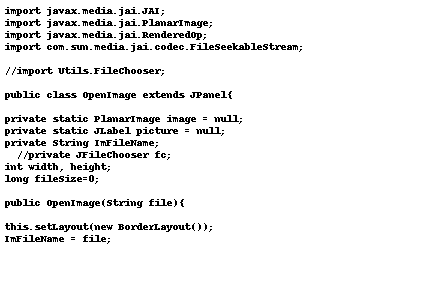 import javax.media.jai.JAI;
import javax.media.jai.PlanarImage;
import javax.media.jai.RenderedOp;
import com.sun.media.jai.codec.FileSeekableStream;
//import Utils.FileChooser;
public class OpenImage extends JPanel{
private static PlanarImage image = null;
private static JLabel picture = null;
private String ImFileName;
//private JFileChooser fc;
int width, height;
long fileSize=0;
public OpenImage(String file){
this.setLayout(new BorderLayout());
ImFileName = file;